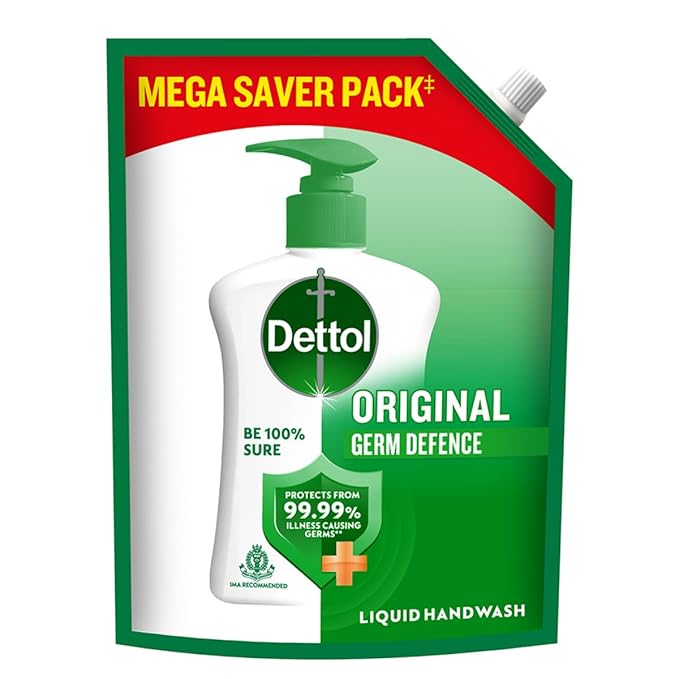 MEGA SAVER PACK‡
Dettol
ORIGINAL
GERM DEFENCE
BE 100%
SURE
PROTECTS FROM
99.99%
ILLNESS CAUSING
GERMS**
IMA RECOMMENDED
LIQUID HANDWASH